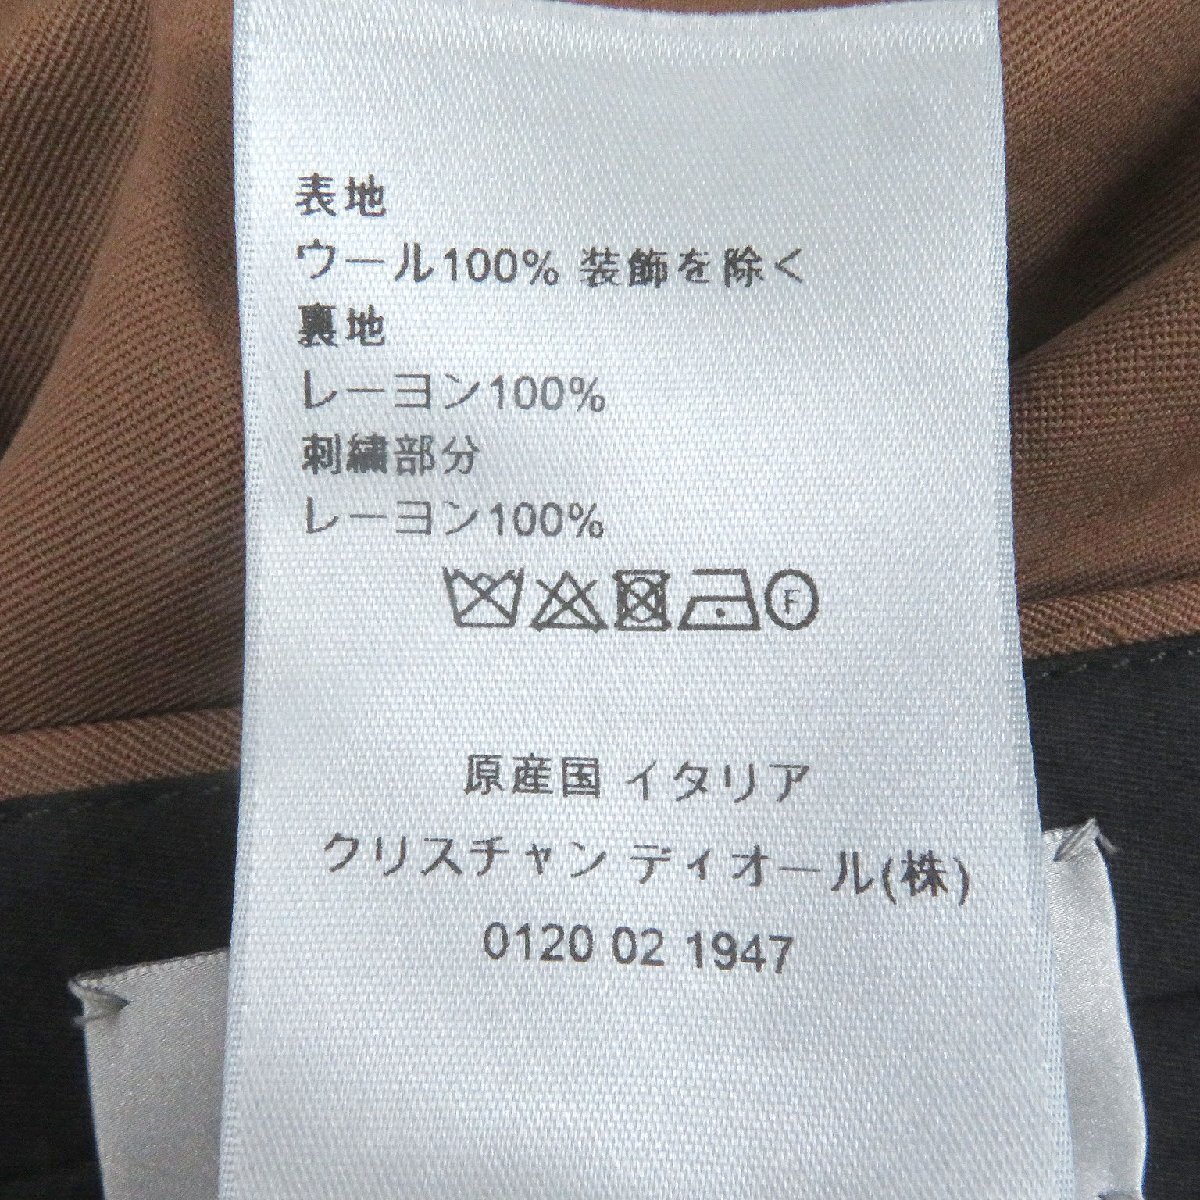 表地
ウール100% 装飾を除く
裏地
レーヨン100%
刺繍部分
レーヨン100%
F
原産国 イタリア
クリスチャン ディオール(株)
0120 02 1947